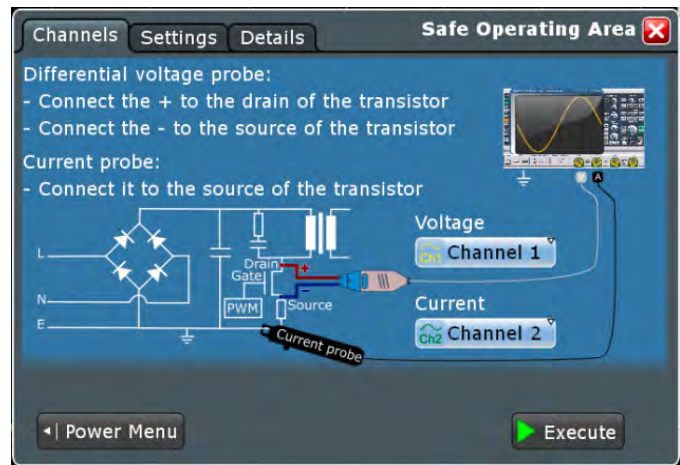 Channels
Settings
Details
Safe Operating Area
Differential voltage probe:
- Connect the + to the drain of the transistor
- Connect the - to the source of the transistor
Current probe:
- Connect it to the source of the transistor
V
A
Voltage
Ch1 Channel 1
L
Drain
+
Gate
-
N
PWM
Source
Current
Ch2 Channel 2
E
Current probe
Power Menu
Execute